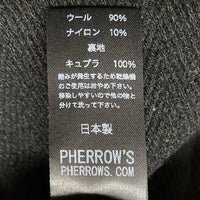 ウール 90%
ナイロン 10%
裏地
キュプラ 100%
縮みが発生するため乾燥機
のご使用はお控め下さい。
移染しやすいので他の物と
分けて洗って下さい。
日本製
PHERROW'S
PHERROWS.COM